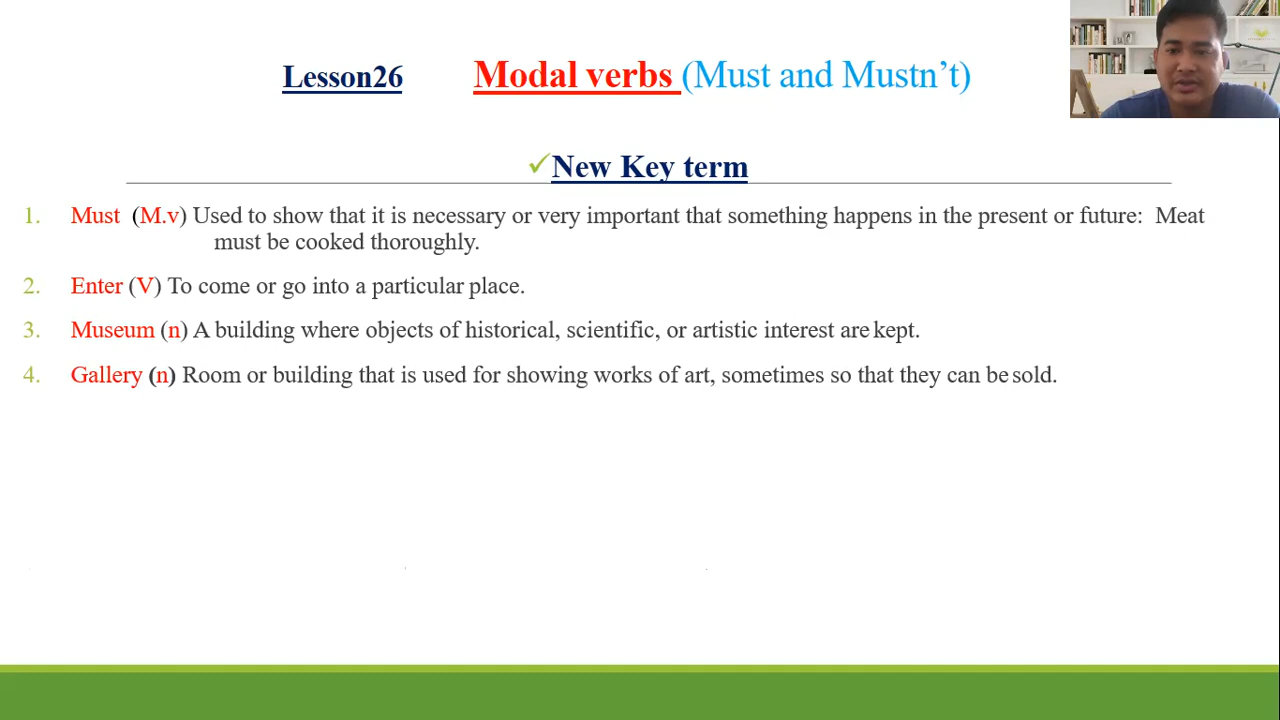 Lesson26 Modal verbs (Must and Mustn’t)
✓New Key term
1. Must (M.v) Used to show that it is necessary or very important that something happens in the present or future: Meat
must be cooked thoroughly.
2. Enter (V) To come or go into a particular place.
3. Museum (n) A building where objects of historical, scientific, or artistic interest are kept.
4. Gallery (n) Room or building that is used for showing works of art, sometimes so that they can be sold.